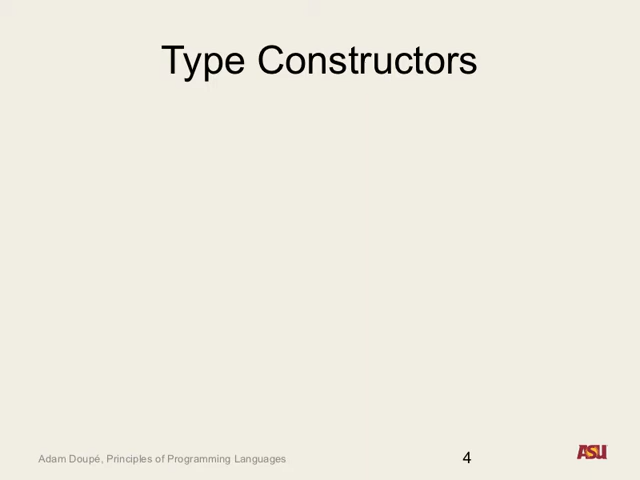 Type Constructors
Adam Doupé, Principles of Programming Languages
4
ASU